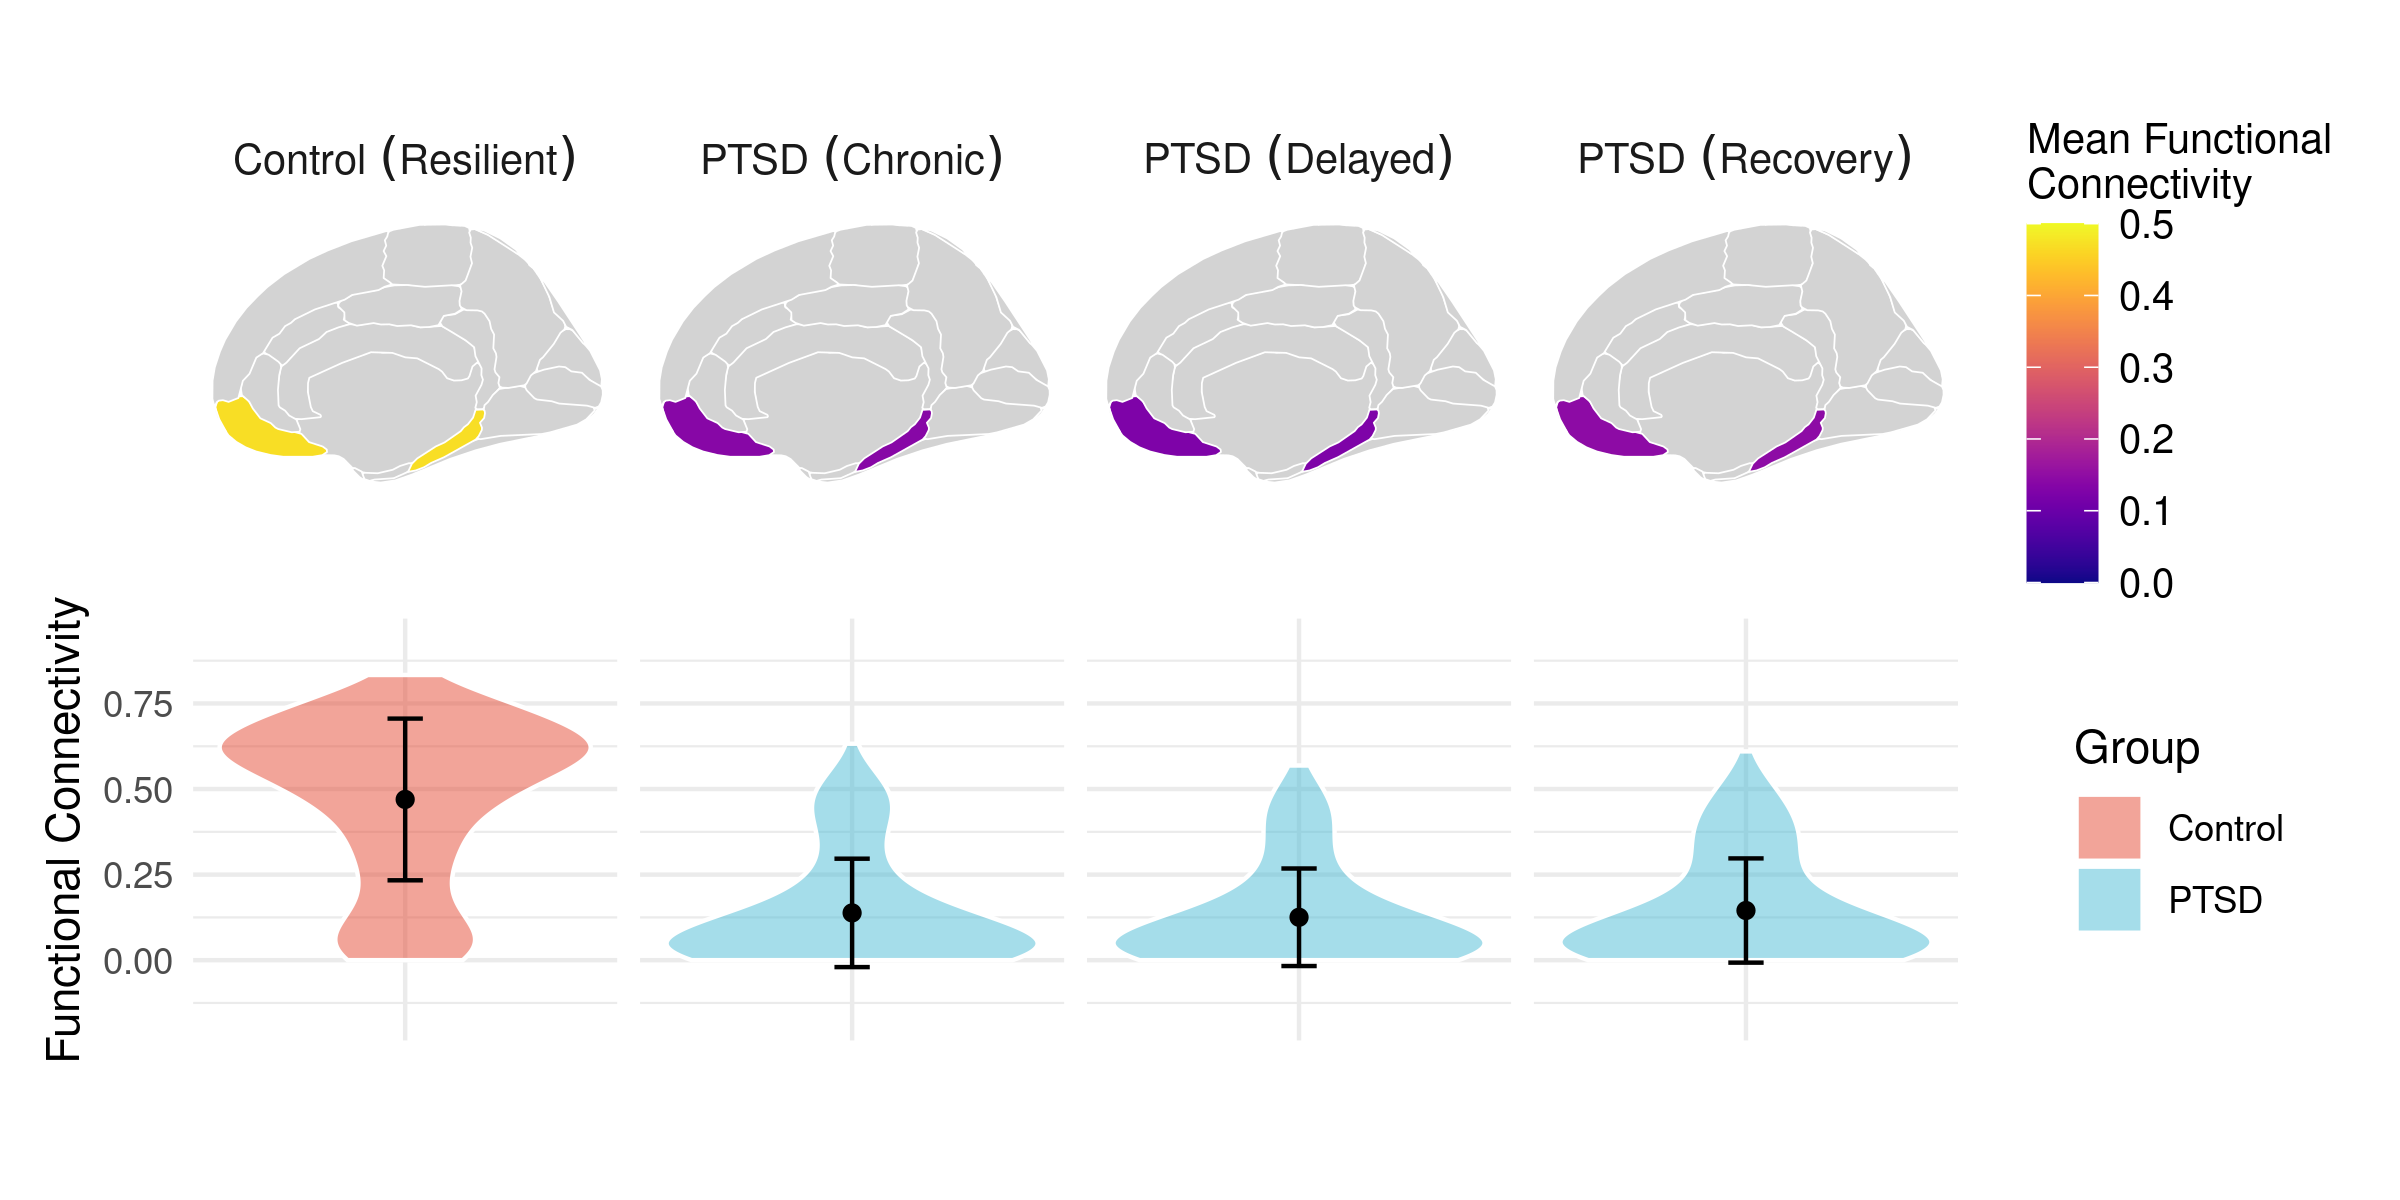 Control (Resilient)
PTSD (Chronic)
PTSD (Delayed)
PTSD (Recovery)
Mean Functional
Connectivity
0.5
0.4
0.3
0.2
0.1
0.0
Functional Connectivity
0.75
0.50
0.25
0.00
Group
Control
PTSD